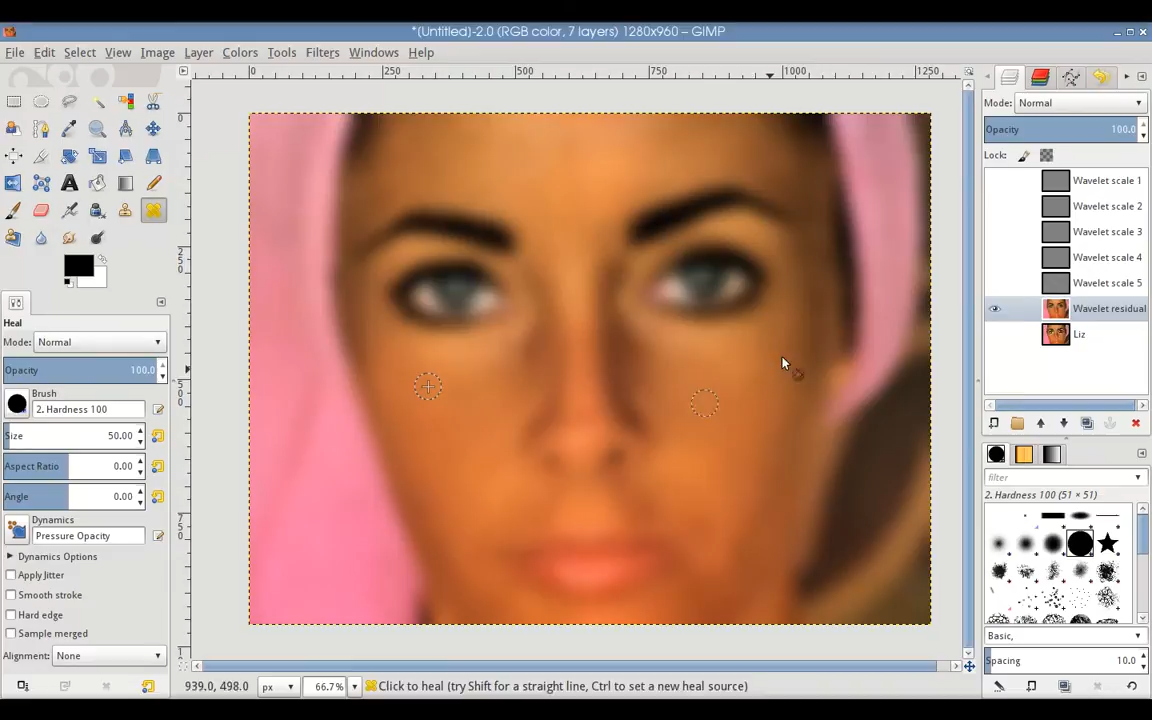 *[Untitled]-2.0 (RGB color, 7 layers) 1280x960 – GIMP
File Edit Select View Image Layer Colors Tools Filters Windows Help
0 250 500 750 1000 1250
Mode: Normal
Opacity 100.0
Lock:
Wavelet scale 1
Wavelet scale 2
Wavelet scale 3
Wavelet scale 4
Wavelet scale 5
Wavelet residual
Liz
0
250
500
750
Heal
Mode: Normal
Opacity 100.0
Brush
2. Hardness 100
Size 50.00
Aspect Ratio 0.00
Angle 0.00
Dynamics
Pressure Opacity
Dynamics Options
Apply Jitter
Smooth stroke
Hard edge
Sample merged
Alignment: None
filter
2. Hardness 100 (51 × 51)
Basic,
Spacing 10.0
939.0, 498.0 px 66.7% Click to heal (try Shift for a straight line, Ctrl to set a new heal source)